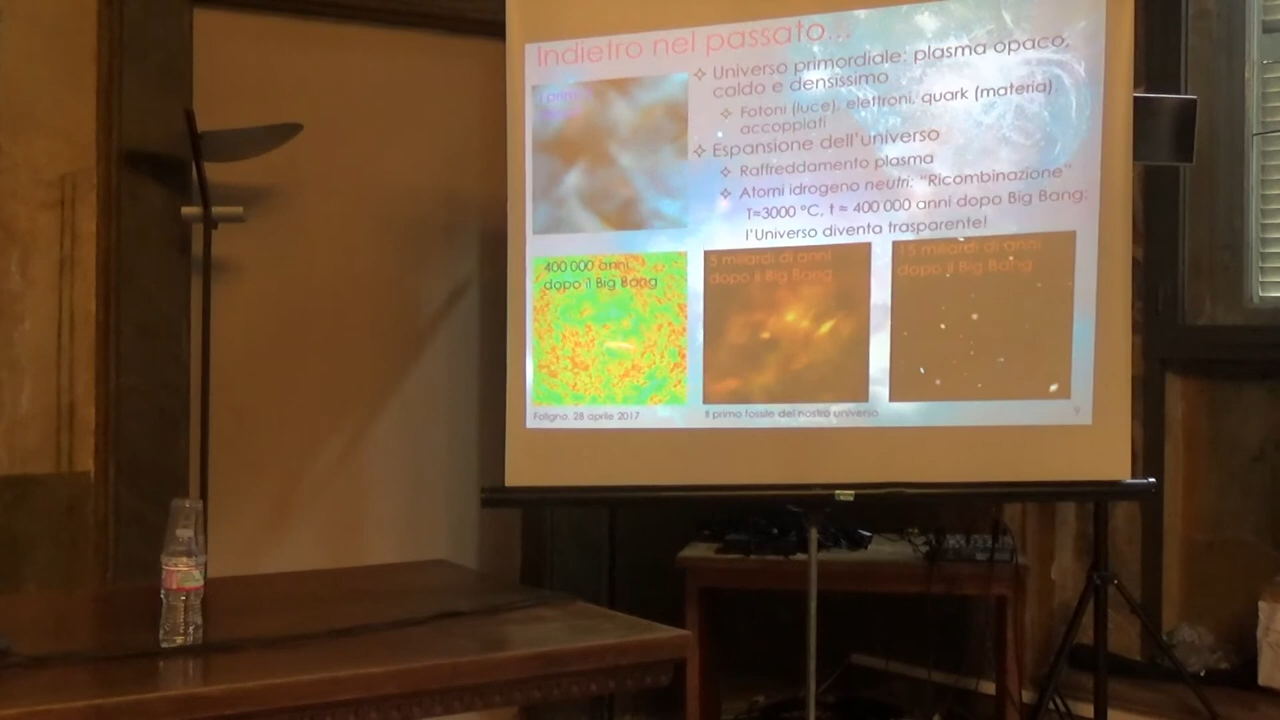 Indietro nel passato...
Universo primordiale: plasma opaco,
caldo e densissimo
Fotoni (luce), elettroni, quark (materia)
accoppiati
Espansione dell'universo
Raffreddamento plasma
Atomi idrogeno neutri: "Ricombinazione"
T≈3000 °C, t ≈ 400 000 anni dopo Big Bang:
l'Universo diventa trasparente!
400 000 anni
dopo il Big Bang
5 miliardi di anni
dopo il Big Bang
15 miliardi di anni
dopo il Big Bang
Foligno, 28 aprile 2017
Il primo fossile del nostro universo
9